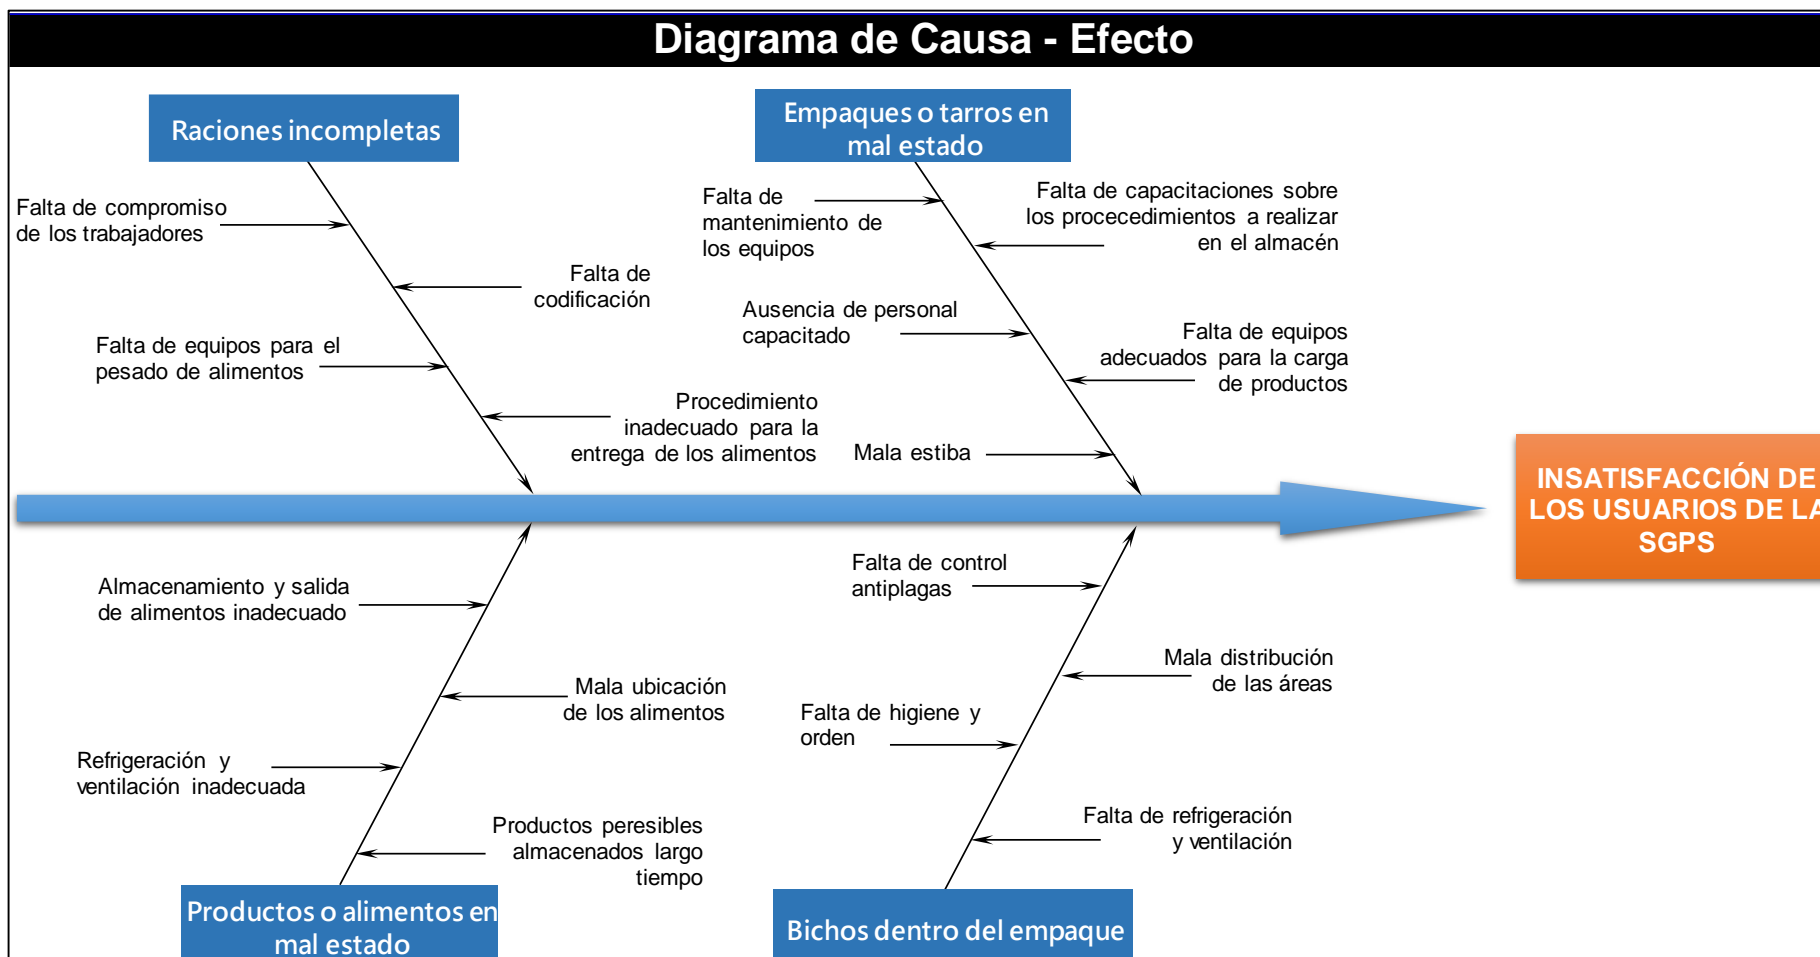 Diagrama de Causa - Efecto
Raciones incompletas
Empaques o tarros en
mal estado
Falta de compromiso
de los trabajadores
Falta de
codificación
Falta de equipos para el
pesado de alimentos
Procedimiento
inadecuado para la
entrega de los alimentos
Falta de
mantenimiento de
los equipos
Falta de capacitaciones sobre
los procecedimientos a realizar
en el almacén
Ausencia de personal
capacitado
Falta de equipos
adecuados para la carga
de productos
Mala estiba
INSATISFACCIÓN DE
LOS USUARIOS DE LA
SGPS
Almacenamiento y salida
de alimentos inadecuado
Mala ubicación
de los alimentos
Refrigeración y
ventilación inadecuada
Productos peresibles
almacenados largo
tiempo
Falta de control
antiplagas
Mala distribución
de las áreas
Falta de higiene y
orden
Falta de refrigeración
y ventilación
Productos o alimentos en
mal estado
Bichos dentro del empaque